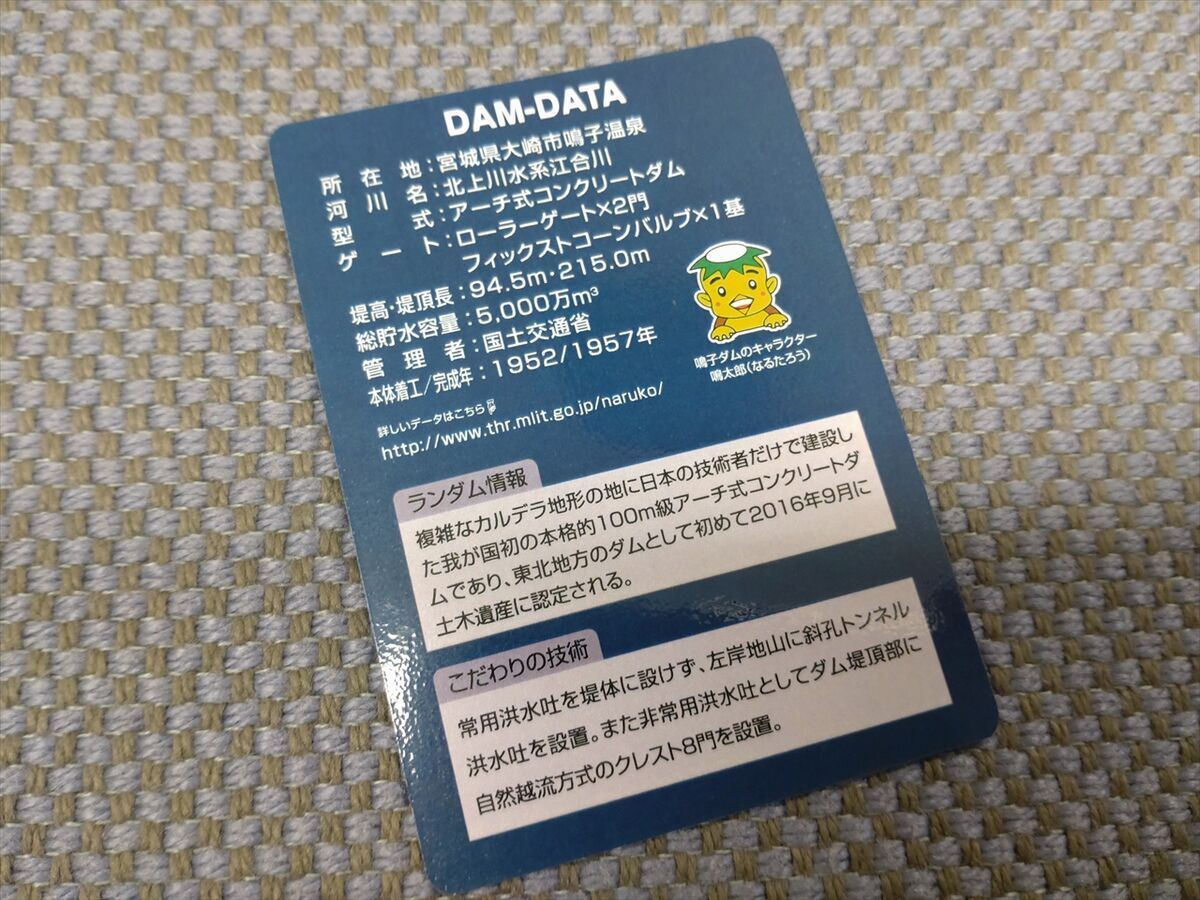 DAM-DATA
所在地：宮城県大崎市鳴子温泉
河川名：北上川水系江合川
型式：アーチ式コンクリートダム
ゲート：ローラーゲート×2門
フィックストコーンバルブ×1基
堤高・堤頂長：94.5m・215.0m
総貯水容量：5,000万m³
管理者：国土交通省
本体着工／完成年：1952/1957年
鳴子ダムのキャラクター
鳴太郎（なるたろう）
詳しいデータはこちら☟
http://www.thr.mlit.go.jp/naruko/
ランダム情報
複雑なカルデラ地形の地に日本の技術者だけで建設し
た我が国初の本格的100m級アーチ式コンクリートダ
ムであり、東北地方のダムとして初めて2016年9月に
土木遺産に認定される。
こだわりの技術
常用洪水吐を堤体に設けず、左岸地山に斜孔トンネル
洪水吐を設置。また非常用洪水吐としてダム堤頂部に
自然越流方式のクレスト8門を設置。